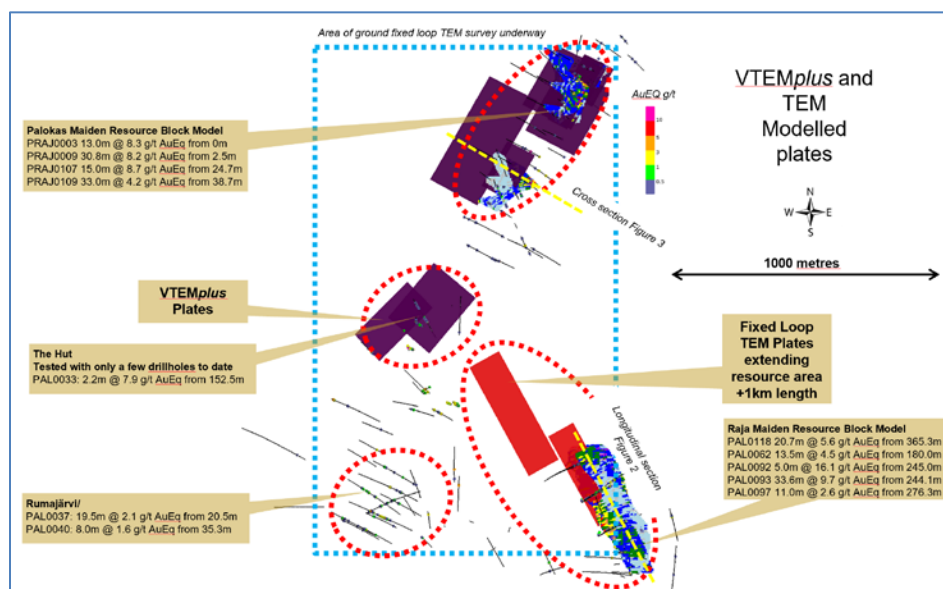 Area of ground fixed loop TEM survey underway
VTEMplus and
TEM
Modelled
plates
AuEQ g/t
10
5
3
2
1
0.5
N
W E
S
1000 metres
Palokas Maiden Resource Block Model
PRAJ0003 13.0m @ 8.3 g/t AuEq from 0m
PRAJ0009 30.8m @ 8.2 g/t AuEq from 2.5m
PRAJ0107 15.0m @ 8.7 g/t AuEq from 24.7m
PRAJ0109 33.0m @ 4.2 g/t AuEq from 38.7m
Cross section Figure 3
VTEMplus
Plates
The Hut
Tested with only a few drillholes to date
PAL0033: 2.2m @ 7.9 g/t AuEq from 152.5m
Fixed Loop
TEM Plates
extending
resource area
+1km length
Longitudinal section
Figure 2
Raja Maiden Resource Block Model
PAL0118 20.7m @ 5.6 g/t AuEq from 365.3m
PAL0062 13.5m @ 4.5 g/t AuEq from 180.0m
PAL0092 5.0m @ 16.1 g/t AuEq from 245.0m
PAL0093 33.6m @ 9.7 g/t AuEq from 244.1m
PAL0097 11.0m @ 2.6 g/t AuEq from 276.3m
Rumajärvi/
PAL0037: 19.5m @ 2.1 g/t AuEq from 20.5m
PAL0040: 8.0m @ 1.6 g/t AuEq from 35.3m